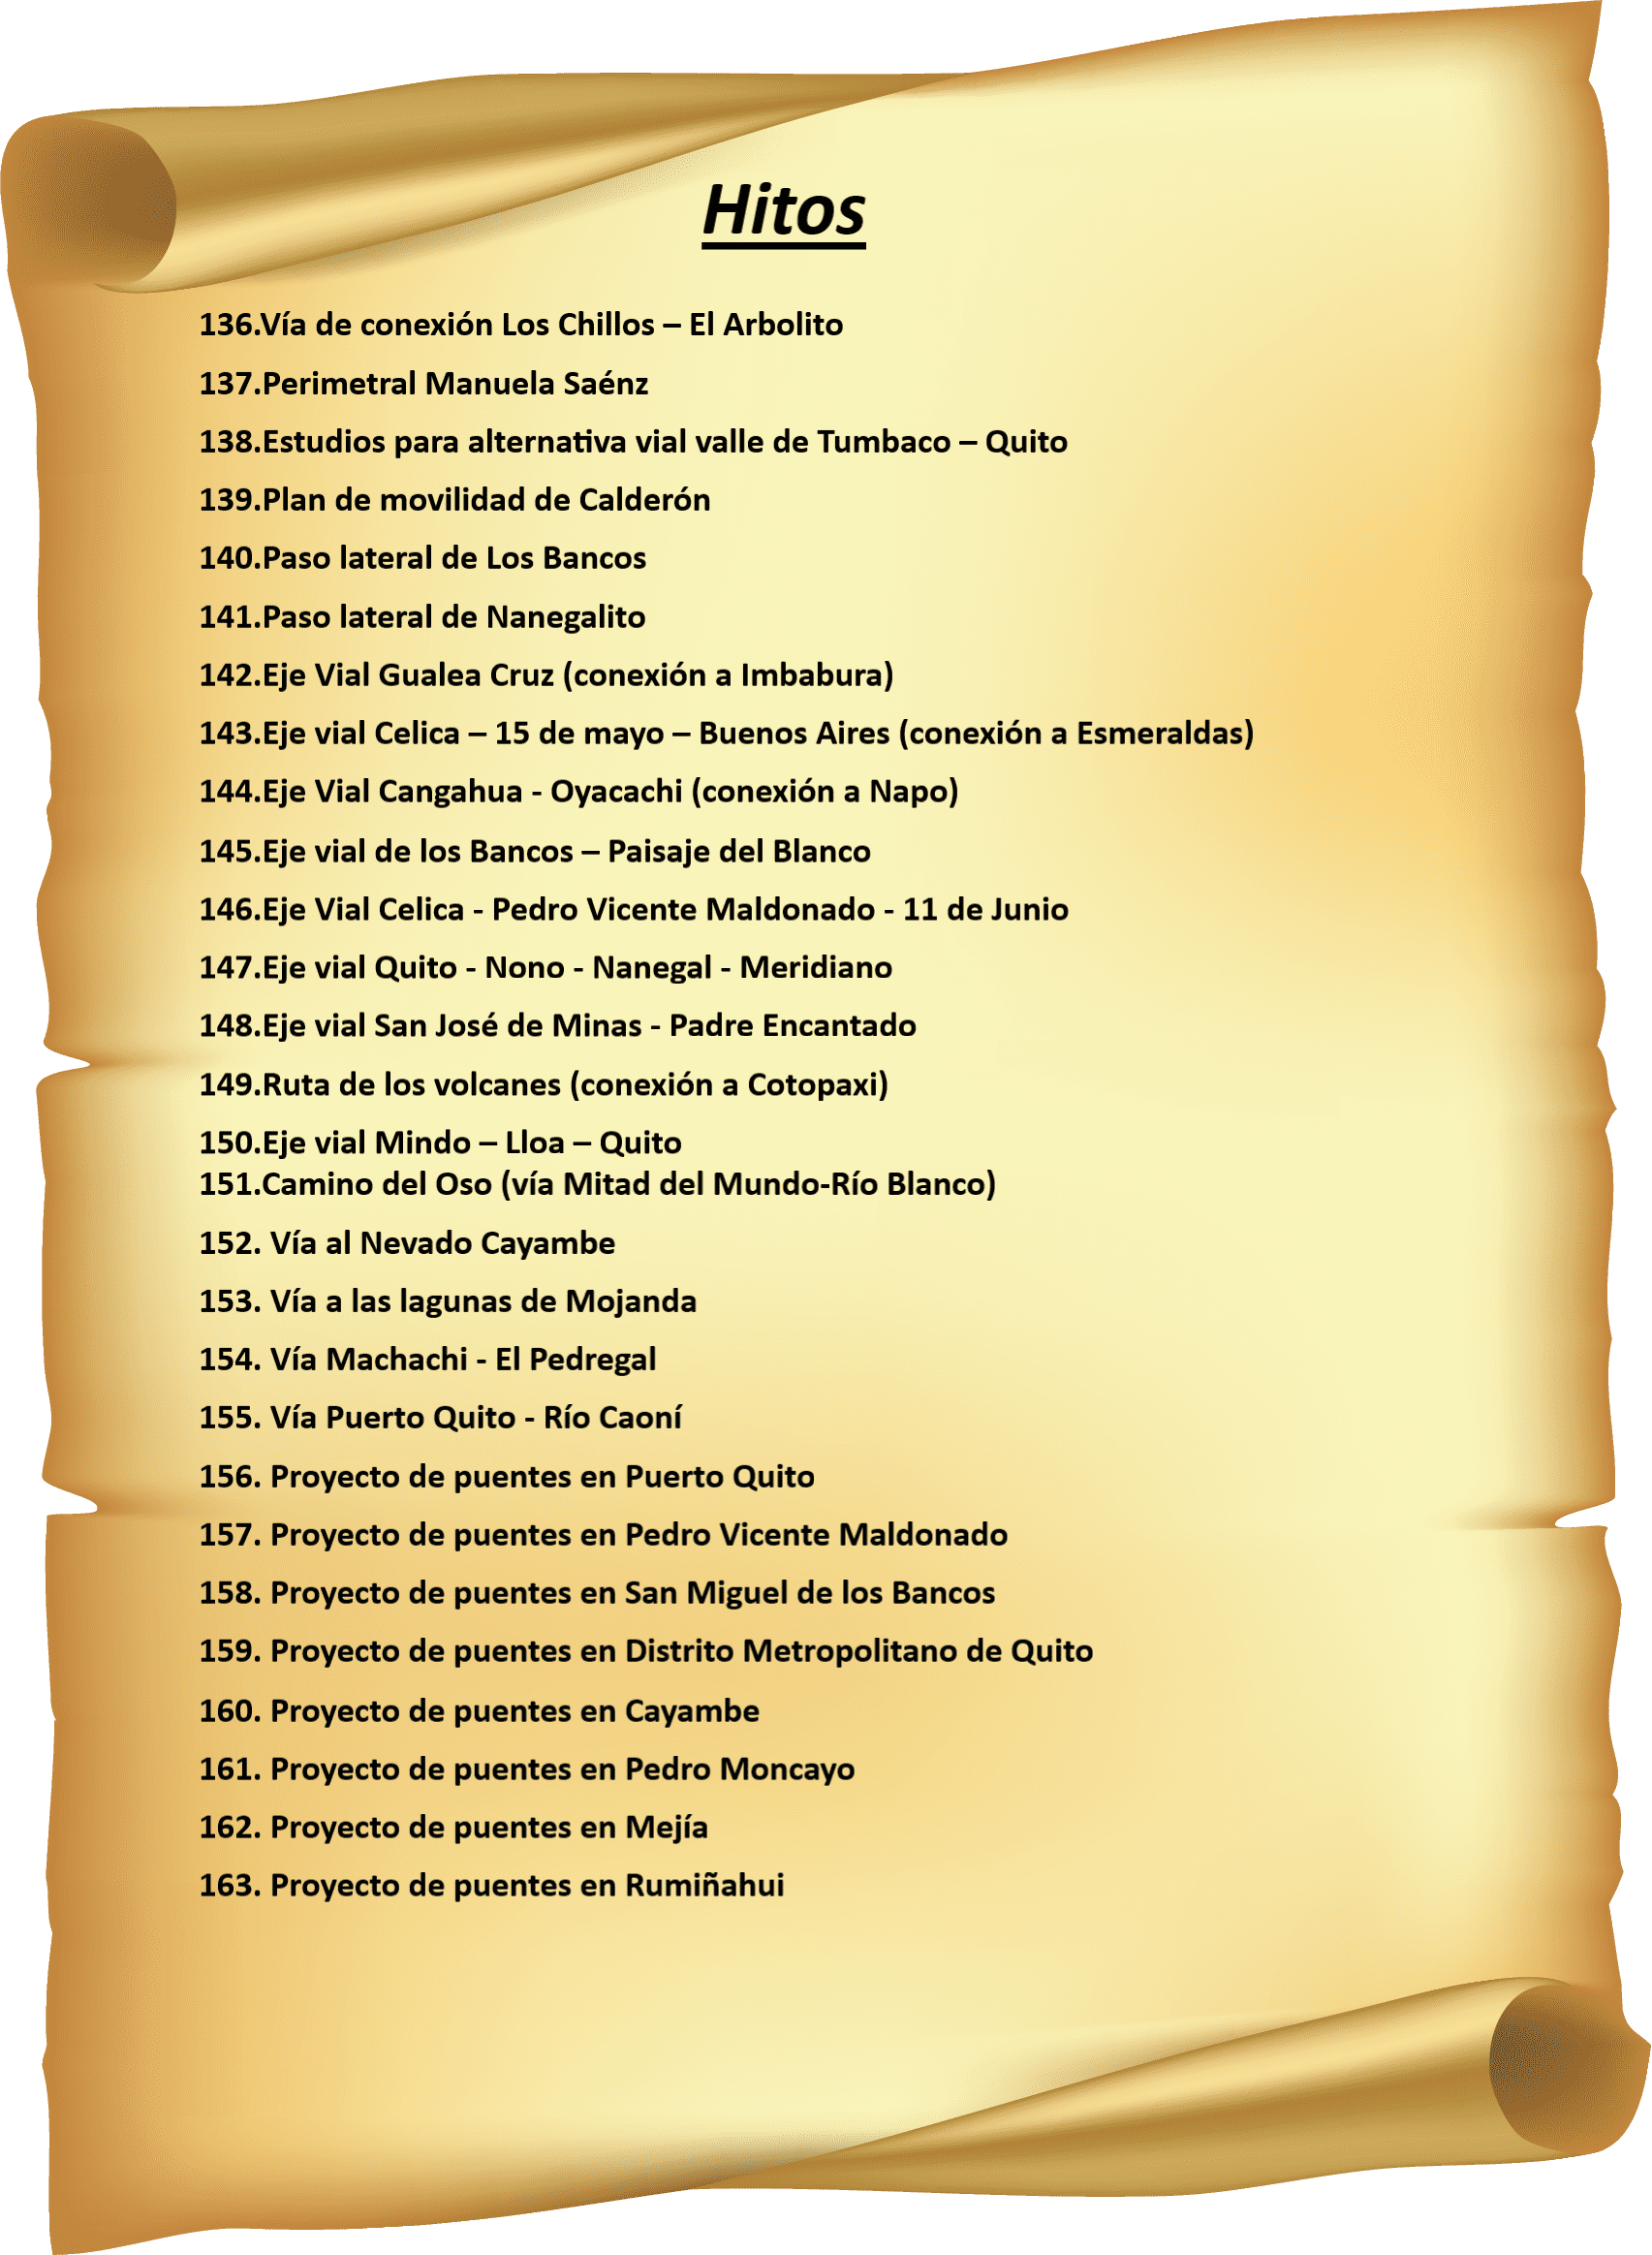 Hitos
136.Vía de conexión Los Chillos – El Arbolito
137.Perimetral Manuela Saénz
138.Estudios para alternativa vial valle de Tumbaco – Quito
139.Plan de movilidad de Calderón
140.Paso lateral de Los Bancos
141.Paso lateral de Nanegalito
142.Eje Vial Gualea Cruz (conexión a Imbabura)
143.Eje vial Celica – 15 de mayo – Buenos Aires (conexión a Esmeraldas)
144.Eje Vial Cangahua - Oyacachi (conexión a Napo)
145.Eje vial de los Bancos – Paisaje del Blanco
146.Eje Vial Celica - Pedro Vicente Maldonado - 11 de Junio
147.Eje vial Quito - Nono - Nanegal - Meridiano
148.Eje vial San José de Minas - Padre Encantado
149.Ruta de los volcanes (conexión a Cotopaxi)
150.Eje vial Mindo – Lloa – Quito
151.Camino del Oso (vía Mitad del Mundo-Río Blanco)
152. Vía al Nevado Cayambe
153. Vía a las lagunas de Mojanda
154. Vía Machachi - El Pedregal
155. Vía Puerto Quito - Río Caoní
156. Proyecto de puentes en Puerto Quito
157. Proyecto de puentes en Pedro Vicente Maldonado
158. Proyecto de puentes en San Miguel de los Bancos
159. Proyecto de puentes en Distrito Metropolitano de Quito
160. Proyecto de puentes en Cayambe
161. Proyecto de puentes en Pedro Moncayo
162. Proyecto de puentes en Mejía
163. Proyecto de puentes en Rumiñahui